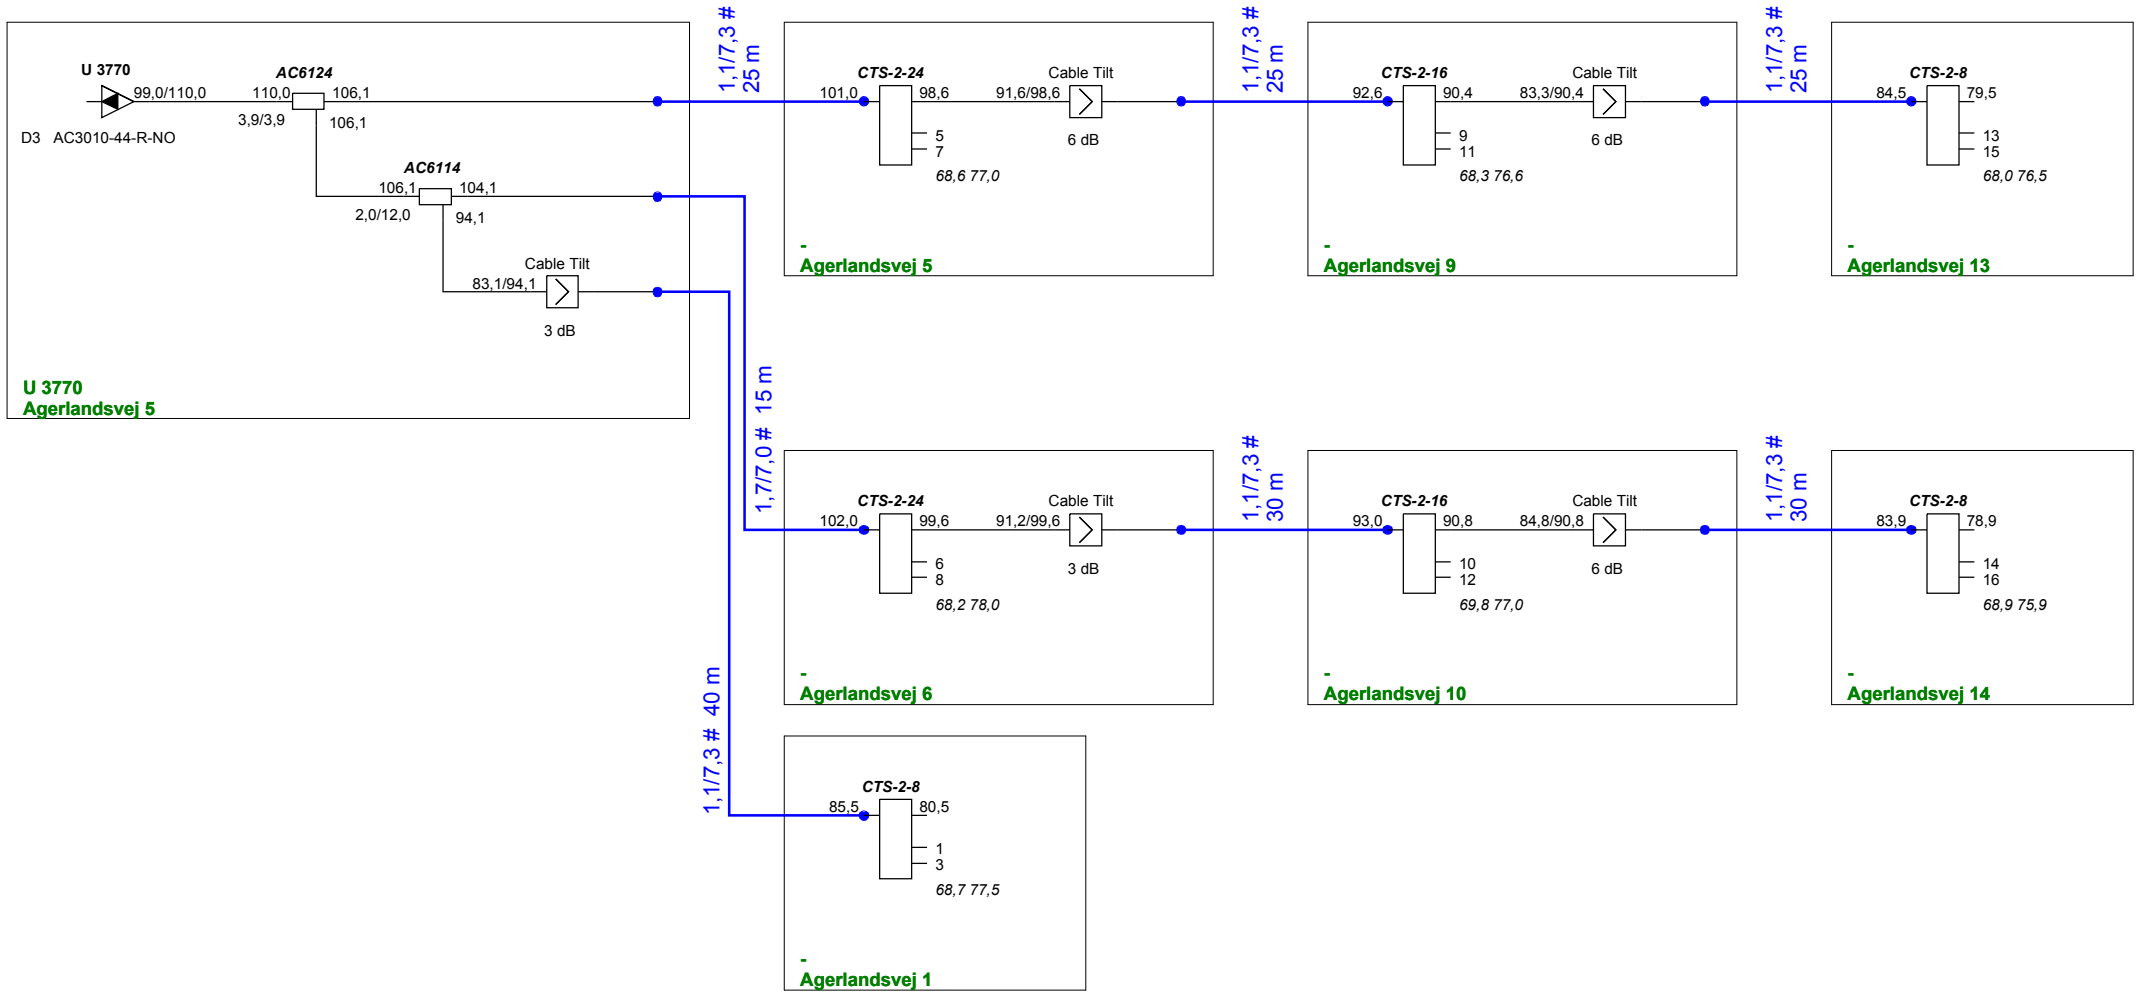 U 3770
99,0/110,0
D3 AC3010-44-R-NO
AC6124
110,0
106,1
3,9/3,9
106,1
AC6114
106,1
104,1
2,0/12,0
94,1
Cable Tilt
83,1/94,1
3 dB
U 3770
Agerlandsvej 5
1,1/7,3 #
25 m
CTS-2-24
101,0
98,6
5
7
68,6 77,0
Cable Tilt
91,6/98,6
6 dB
-
Agerlandsvej 5
1,1/7,3 #
25 m
CTS-2-16
92,6
90,4
9
11
68,3 76,6
Cable Tilt
83,3/90,4
6 dB
-
Agerlandsvej 9
1,1/7,3 #
25 m
CTS-2-8
84,5
79,5
13
15
68,0 76,5
-
Agerlandsvej 13
1,7/7,0 # 15 m
CTS-2-24
102,0
99,6
6
8
68,2 78,0
Cable Tilt
91,2/99,6
3 dB
-
Agerlandsvej 6
1,1/7,3 #
30 m
CTS-2-16
93,0
90,8
10
12
69,8 77,0
Cable Tilt
84,8/90,8
6 dB
-
Agerlandsvej 10
1,1/7,3 #
30 m
CTS-2-8
83,9
78,9
14
16
68,9 75,9
-
Agerlandsvej 14
1,1/7,3 # 40 m
CTS-2-8
85,5
80,5
1
3
68,7 77,5
-
Agerlandsvej 1